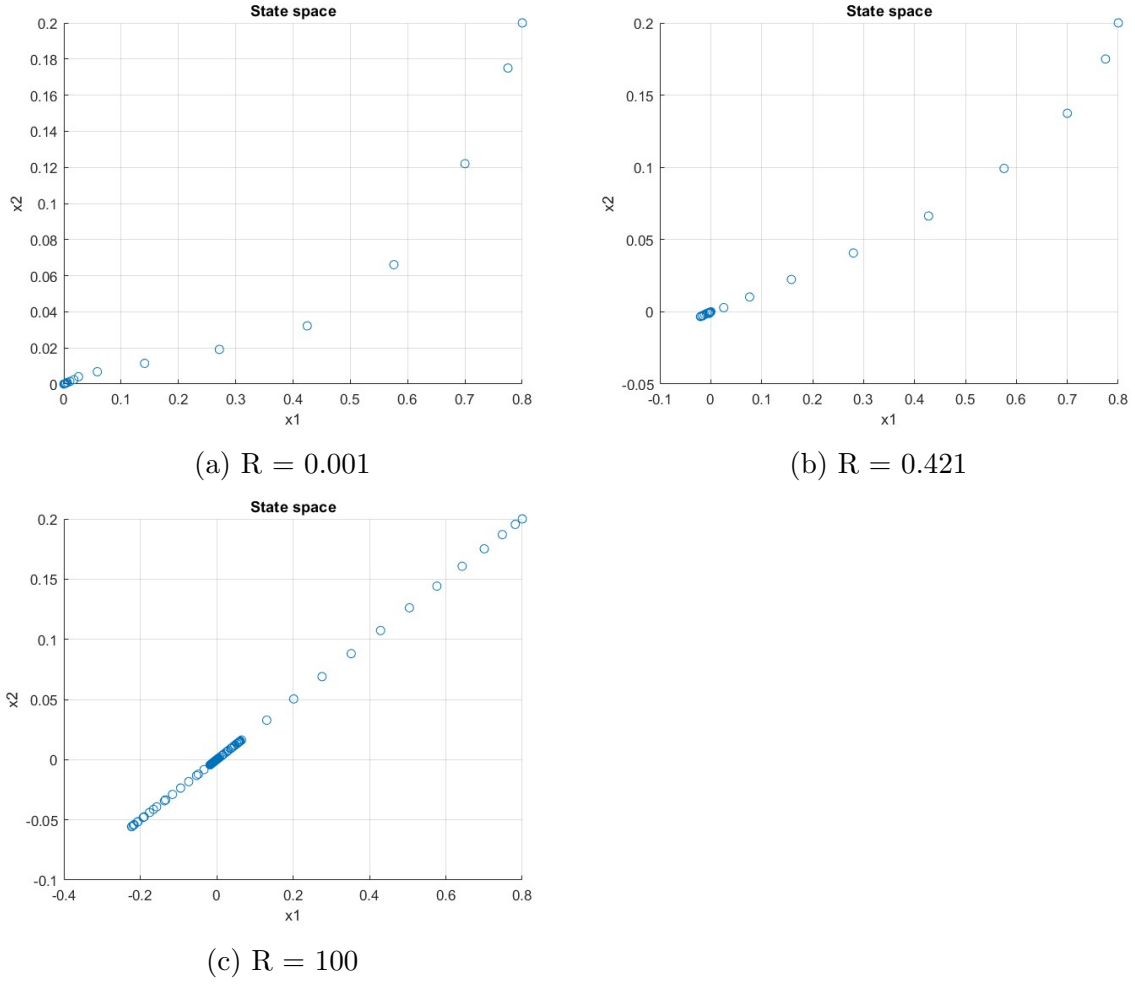 State space
0.2
0.18
0.16
0.14
0.12
0.1
0.08
0.06
0.04
0.02
0
x2
0 0.1 0.2 0.3 0.4 0.5 0.6 0.7 0.8
x1
(a) R = 0.001
State space
0.2
0.15
0.1
0.05
0
-0.05
x2
-0.1 0 0.1 0.2 0.3 0.4 0.5 0.6 0.7 0.8
x1
(b) R = 0.421
State space
0.2
0.15
0.1
0.05
0
-0.05
-0.1
x2
-0.4 -0.2 0 0.2 0.4 0.6 0.8
x1
(c) R = 100